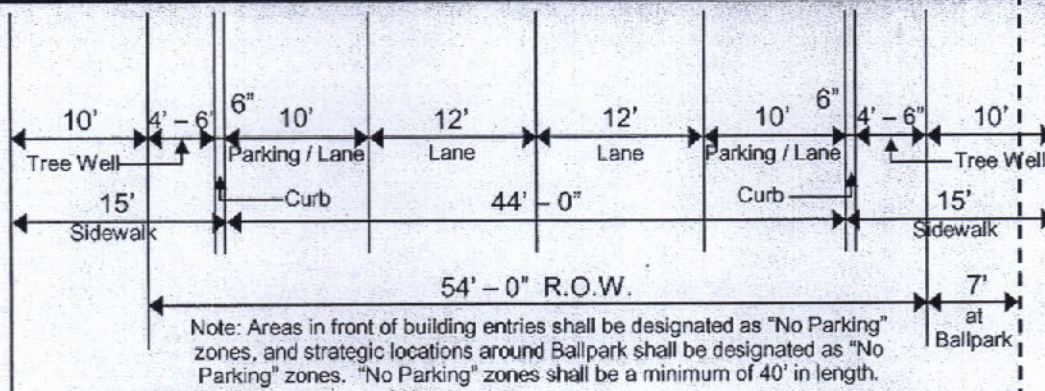 10' 4' – 6' 6" 10' 12' 12' 10' 6" 4' – 6" 10'
Tree Well Parking / Lane Lane Lane Parking / Lane Tree Well
15' Curb 44' – 0" Curb 15'
Sidewalk Sidewalk
54' – 0" R.O.W. 7'
at
Ballpark
Note: Areas in front of building entries shall be designated as "No Parking"
zones, and strategic locations around Ballpark shall be designated as "No
Parking" zones. "No Parking" zones shall be a minimum of 40' in length.